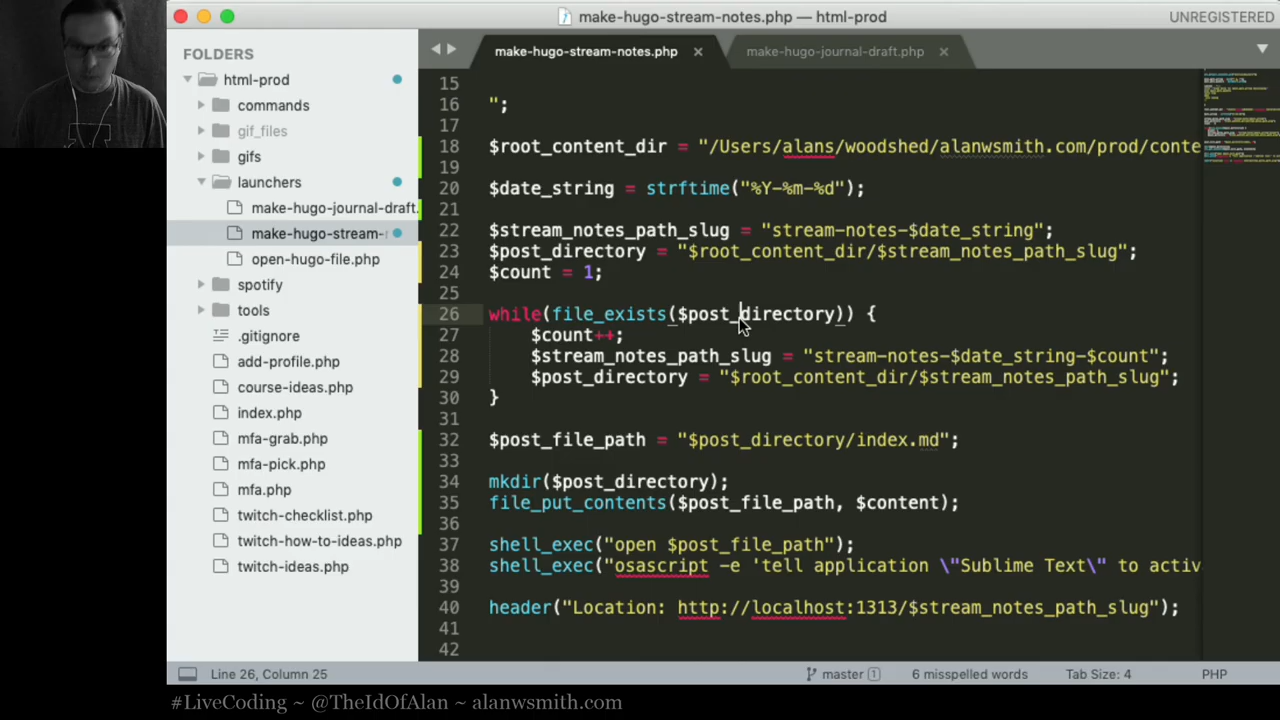 make-hugo-stream-notes.php — html-prod
UNREGISTERED
FOLDERS
html-prod
commands
gif_files
gifs
launchers
make-hugo-journal-draft.
make-hugo-stream-
open-hugo-file.php
spotify
tools
.gitignore
add-profile.php
course-ideas.php
index.php
mfa-grab.php
mfa-pick.php
mfa.php
twitch-checklist.php
twitch-how-to-ideas.php
twitch-ideas.php
make-hugo-stream-notes.php ×
make-hugo-journal-draft.php ×
15
16 ";
17
18 $root_content_dir = "/Users/alans/woodshed/alanwsmith.com/prod/conte
19
20 $date_string = strftime("%Y-%m-%d");
21
22 $stream_notes_path_slug = "stream-notes-$date_string";
23 $post_directory = "$root_content_dir/$stream_notes_path_slug";
24 $count = 1;
25
26 while(file_exists($post_directory)) {
27 $count++;
28 $stream_notes_path_slug = "stream-notes-$date_string-$count";
29 $post_directory = "$root_content_dir/$stream_notes_path_slug";
30 }
31
32 $post_file_path = "$post_directory/index.md";
33
34 mkdir($post_directory);
35 file_put_contents($post_file_path, $content);
36
37 shell_exec("open $post_file_path");
38 shell_exec("osascript -e 'tell application \"Sublime Text\" to activ
39
40 header("Location: http://localhost:1313/$stream_notes_path_slug");
41
42
Line 26, Column 25
master 1
6 misspelled words
Tab Size: 4
PHP
#LiveCoding ~ @TheIdOfAlan ~ alanwsmith.com